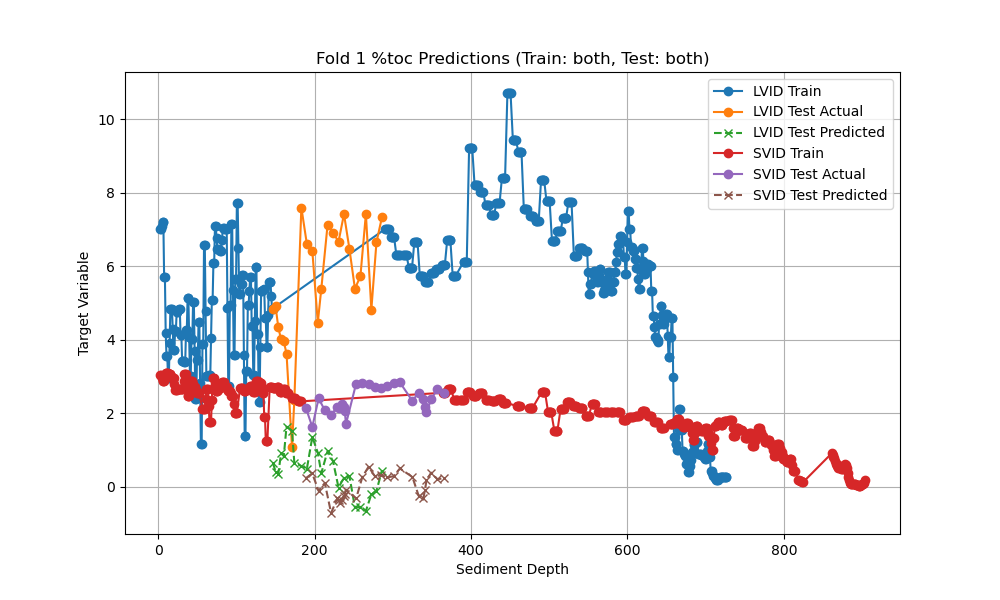 Fold 1 %toc Predictions (Train: both, Test: both)
LVID Train
LVID Test Actual
LVID Test Predicted
SVID Train
SVID Test Actual
SVID Test Predicted
Target Variable
10
8
6
4
2
0
0 200 400 600 800
Sediment Depth